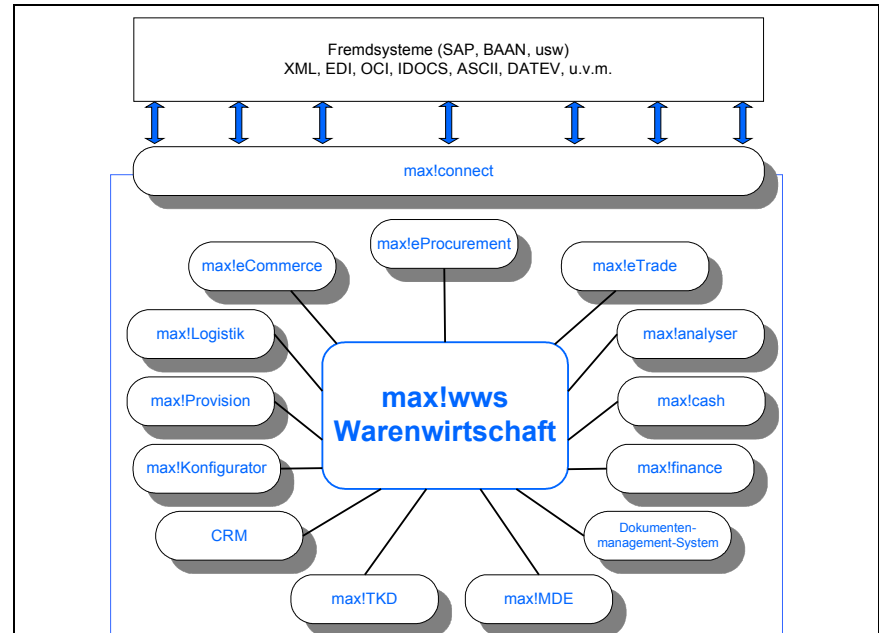 Fremdsysteme (SAP, BAAN, usw)
XML, EDI, OCI, IDOCS, ASCII, DATEV, u.v.m.
max!connect
max!eProcurement
max!eCommerce
max!eTrade
max!Logistik
max!analyser
max!Provision
max!cash
max!Konfigurator
max!finance
max!wws
Warenwirtschaft
CRM
Dokumenten-
management-System
max!TKD
max!MDE